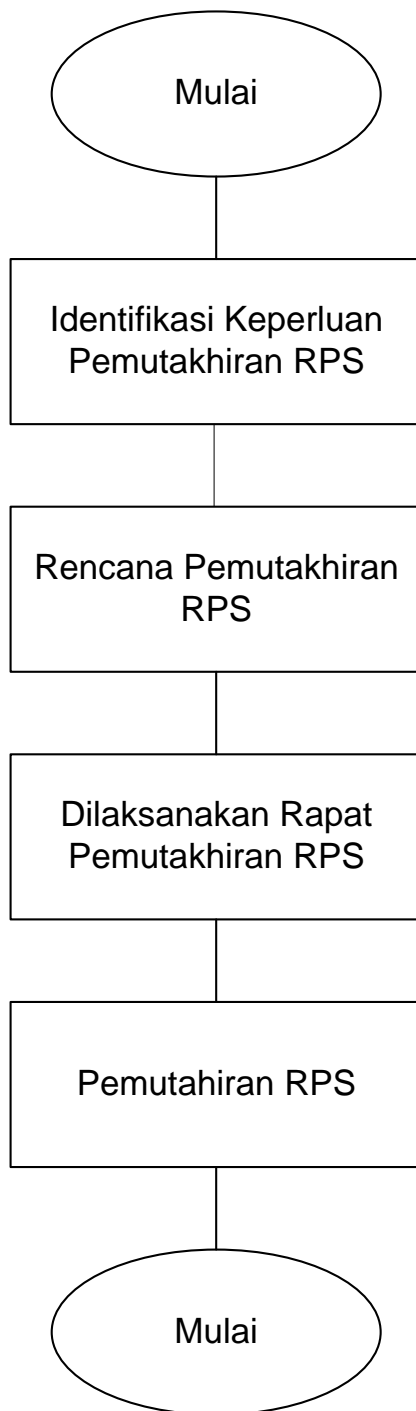 Mulai
Identifikasi Keperluan
Pemutakhiran RPS
Rencana Pemutakhiran
RPS
Dilaksanakan Rapat
Pemutakhiran RPS
Pemutahiran RPS
Mulai